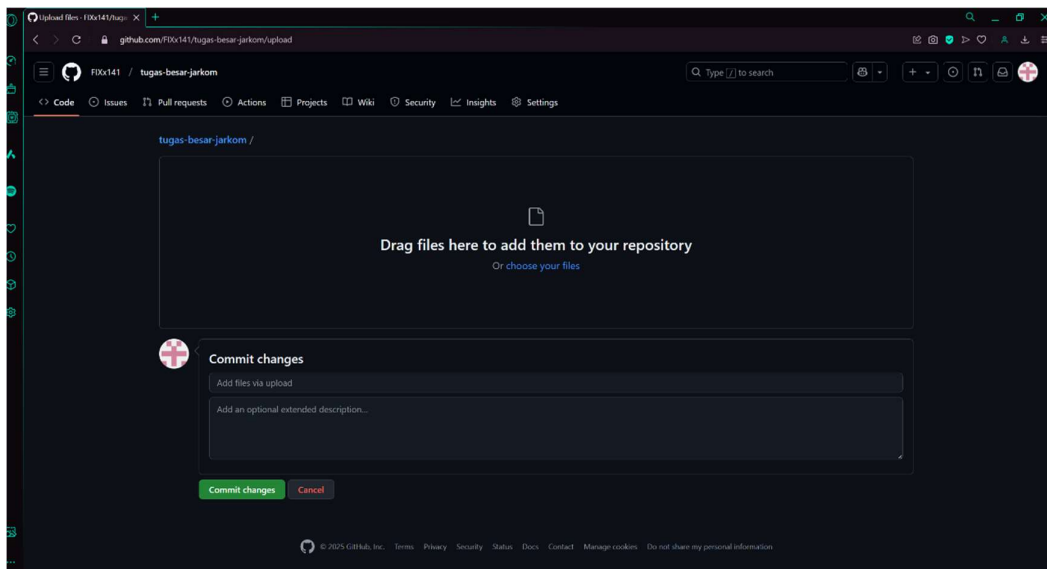 Upload files · FIXx141/tuga
github.com/FIXx141/tugas-besar-jarkom/upload
FIXx141 / tugas-besar-jarkom
Type / to search
Code Issues Pull requests Actions Projects Wiki Security Insights Settings
tugas-besar-jarkom /
Drag files here to add them to your repository
Or choose your files
Commit changes
Add files via upload
Add an optional extended description...
Commit changes Cancel
© 2025 GitHub, Inc. Terms Privacy Security Status Docs Contact Manage cookies Do not share my personal information